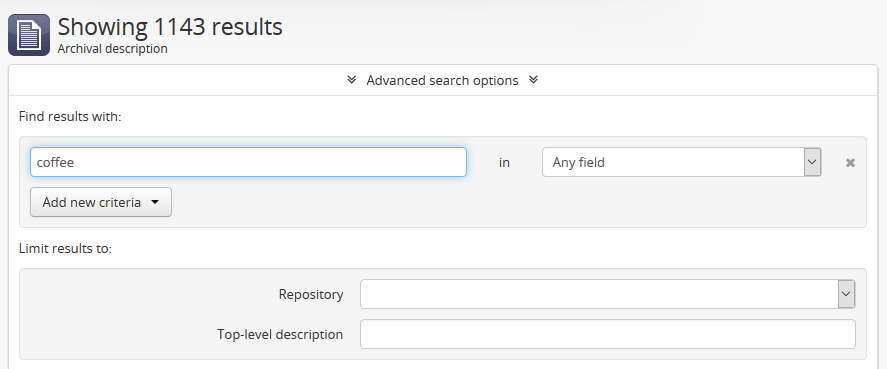 Showing 1143 results
Archival description
Advanced search options
Find results with:
coffee in Any field
Add new criteria
Limit results to:
Repository
Top-level description